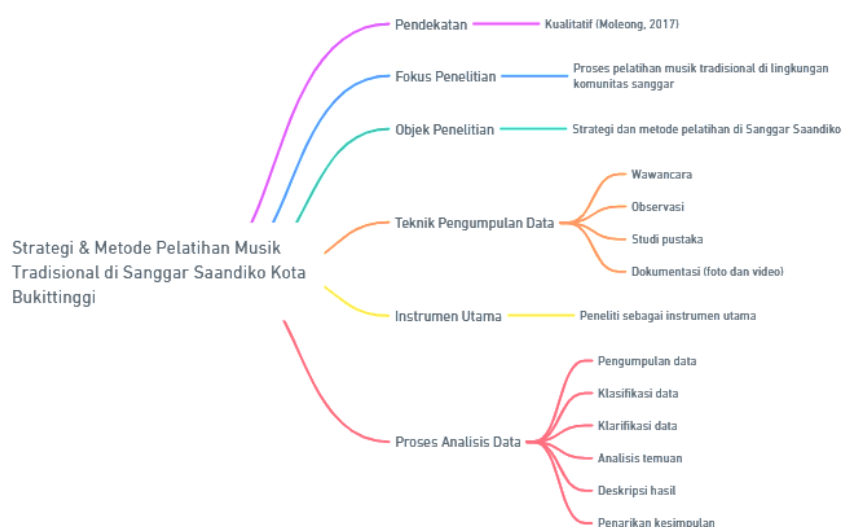 Strategi & Metode Pelatihan Musik
Tradisional di Sanggar Saandiko Kota
Bukittinggi
Pendekatan
Kualitatif (Moleong, 2017)
Fokus Penelitian
Proses pelatihan musik tradisional di lingkungan
komunitas sanggar
Objek Penelitian
Strategi dan metode pelatihan di Sanggar Saandiko
Teknik Pengumpulan Data
Wawancara
Observasi
Studi pustaka
Dokumentasi (foto dan video)
Instrumen Utama
Peneliti sebagai instrumen utama
Proses Analisis Data
Pengumpulan data
Klasifikasi data
Klarifikasi data
Analisis temuan
Deskripsi hasil
Penarikan kesimpulan